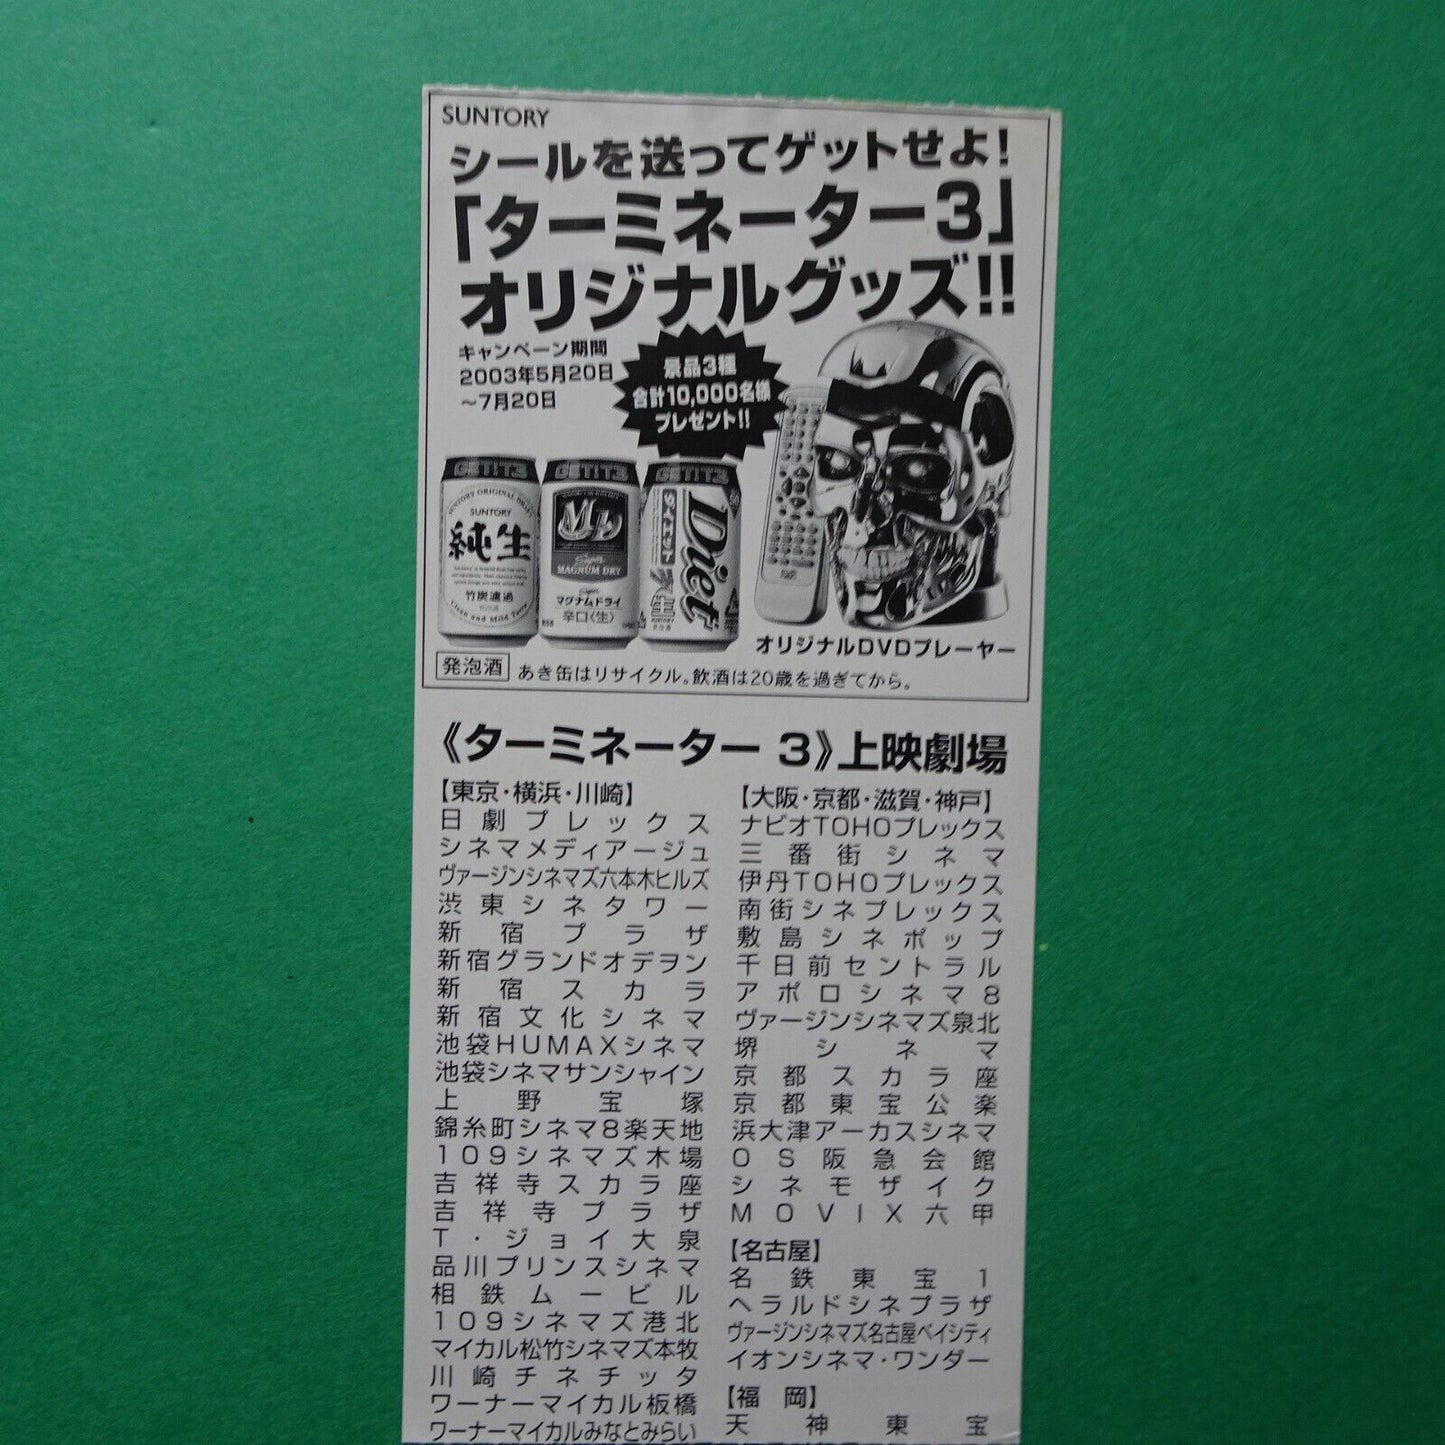 SUNTORY
シールを送ってゲットせよ!
「ターミネーター3」
オリジナルグッズ!!
キャンペーン期間
2003年5月20日
～7月20日
景品3種
合計10,000名様
プレゼント!!
GET!T3
SUNTORY ORIGINAL DRAFT
SUNTORY
純生
竹炭濾過
発泡酒
Clean and Mild Taste
GET!T3
Super
MAGNUM DRY
Super
マグナムドライ
辛口〈生〉
GET!T3
ダイエット
Diet
オリジナルDVDプレーヤー
発泡酒 あき缶はリサイクル。飲酒は20歳を過ぎてから。
《ターミネーター 3》上映劇場
【東京・横浜・川崎】
日劇プレックス
シネマメディアージュ
ヴァージンシネマズ六本木ヒルズ
渋東シネタワー
新宿プラザ
新宿グランドオデヲン
新宿スカラ
新宿文化シネマ
池袋HUMAXシネマ
池袋シネマサンシャイン
上野宝塚
錦糸町シネマ8楽天地
109シネマズ木場
吉祥寺スカラ座
吉祥寺プラザ
T・ジョイ大泉
品川プリンスシネマ
相鉄ムービル
109シネマズ港北
マイカル松竹シネマズ本牧
川崎チネチッタ
ワーナーマイカル板橋
ワーナーマイカルみなとみらい
【大阪・京都・滋賀・神戸】
ナビオTOHOプレックス
三番街シネマ
伊丹TOHOプレックス
南街シネプレックス
敷島シネポップ
千日前セントラル
アポロシネマ8
ヴァージンシネマズ泉北
堺シネマ
京都スカラ座
京都東宝公楽
浜大津アーカスシネマ
OS阪急会館
シネモザイク
MOVIX六甲
【名古屋】
名鉄東宝1
ヘラルドシネプラザ
ヴァージンシネマズ名古屋ベイシティ
イオンシネマ・ワンダー
【福岡】
天神東宝